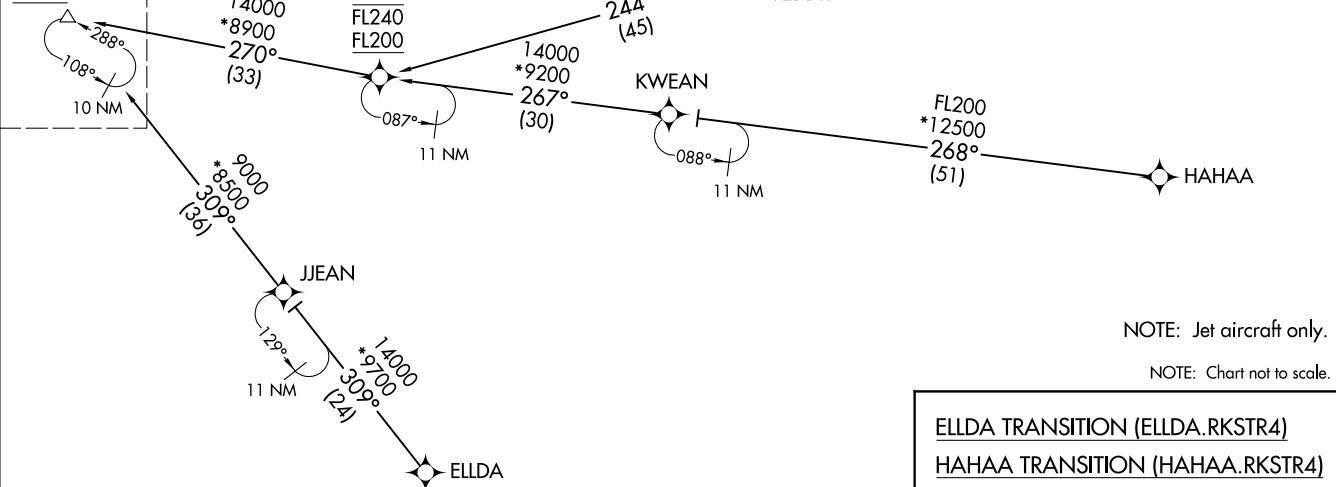 14000
*8900
270°
(33)
FL240
FL200
244
(45)
14000
*9200
267°
(30)
KWEAN
FL200
*12500
268°
(51)
HAHAA
288°
108°
10 NM
087°
11 NM
088°
11 NM
9000
*8500
309°
(36)
JJEAN
129°
11 NM
14000
*9700
309°
(24)
ELLDA
NOTE: Jet aircraft only.
NOTE: Chart not to scale.
ELLDA TRANSITION (ELLDA.RKSTR4)
HAHAA TRANSITION (HAHAA.RKSTR4)